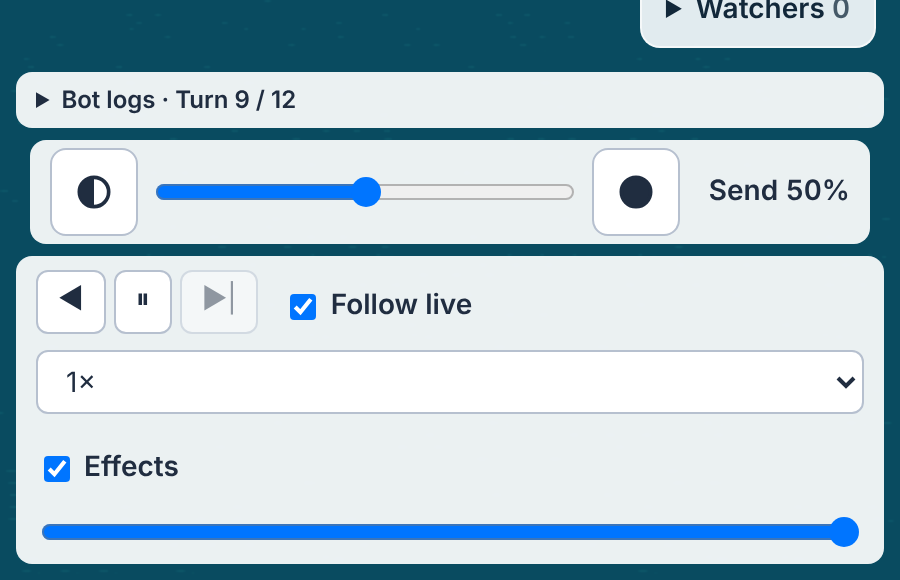 Watchers 0
Bot logs · Turn 9 / 12
Send 50%
Follow live
1×
Effects